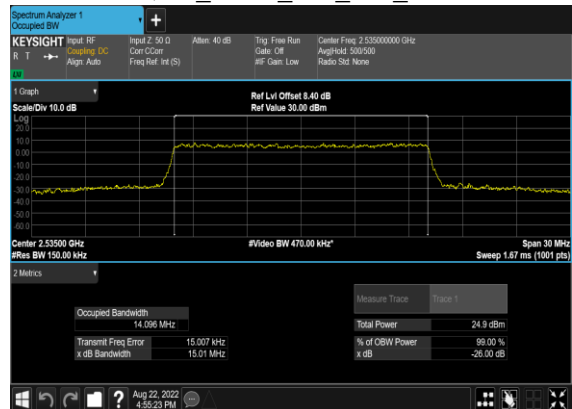 Spectrum Analyzer 1
Occupied BW
+
KEYSIGHT
R T
LW
Input: RF
Coupling: DC
Align: Auto
Input Z: 50 Ω
Corr CCorr
Freq Ref: Int (S)
Atten: 40 dB
Trig: Free Run
Gate: Off
#IF Gain: Low
Center Freq: 2.535000000 GHz
Avg|Hold: 500/500
Radio Std: None
1 Graph
Scale/Div 10.0 dB
Ref Lvl Offset 8.40 dB
Ref Value 30.00 dBm
Log
20.0
10.0
0.00
-10.0
-20.0
-30.0
-40.0
-50.0
-60.0
Center 2.53500 GHz
#Res BW 150.00 kHz
#Video BW 470.00 kHz*
Span 30 MHz
Sweep 1.67 ms (1001 pts)
2 Metrics
Measure Trace Trace 1
Occupied Bandwidth
14.096 MHz
Total Power 24.9 dBm
Transmit Freq Error 15.007 kHz
% of OBW Power 99.00 %
x dB Bandwidth 15.01 MHz
x dB -26.00 dB
?
Aug 22, 2022
4:55:23 PM